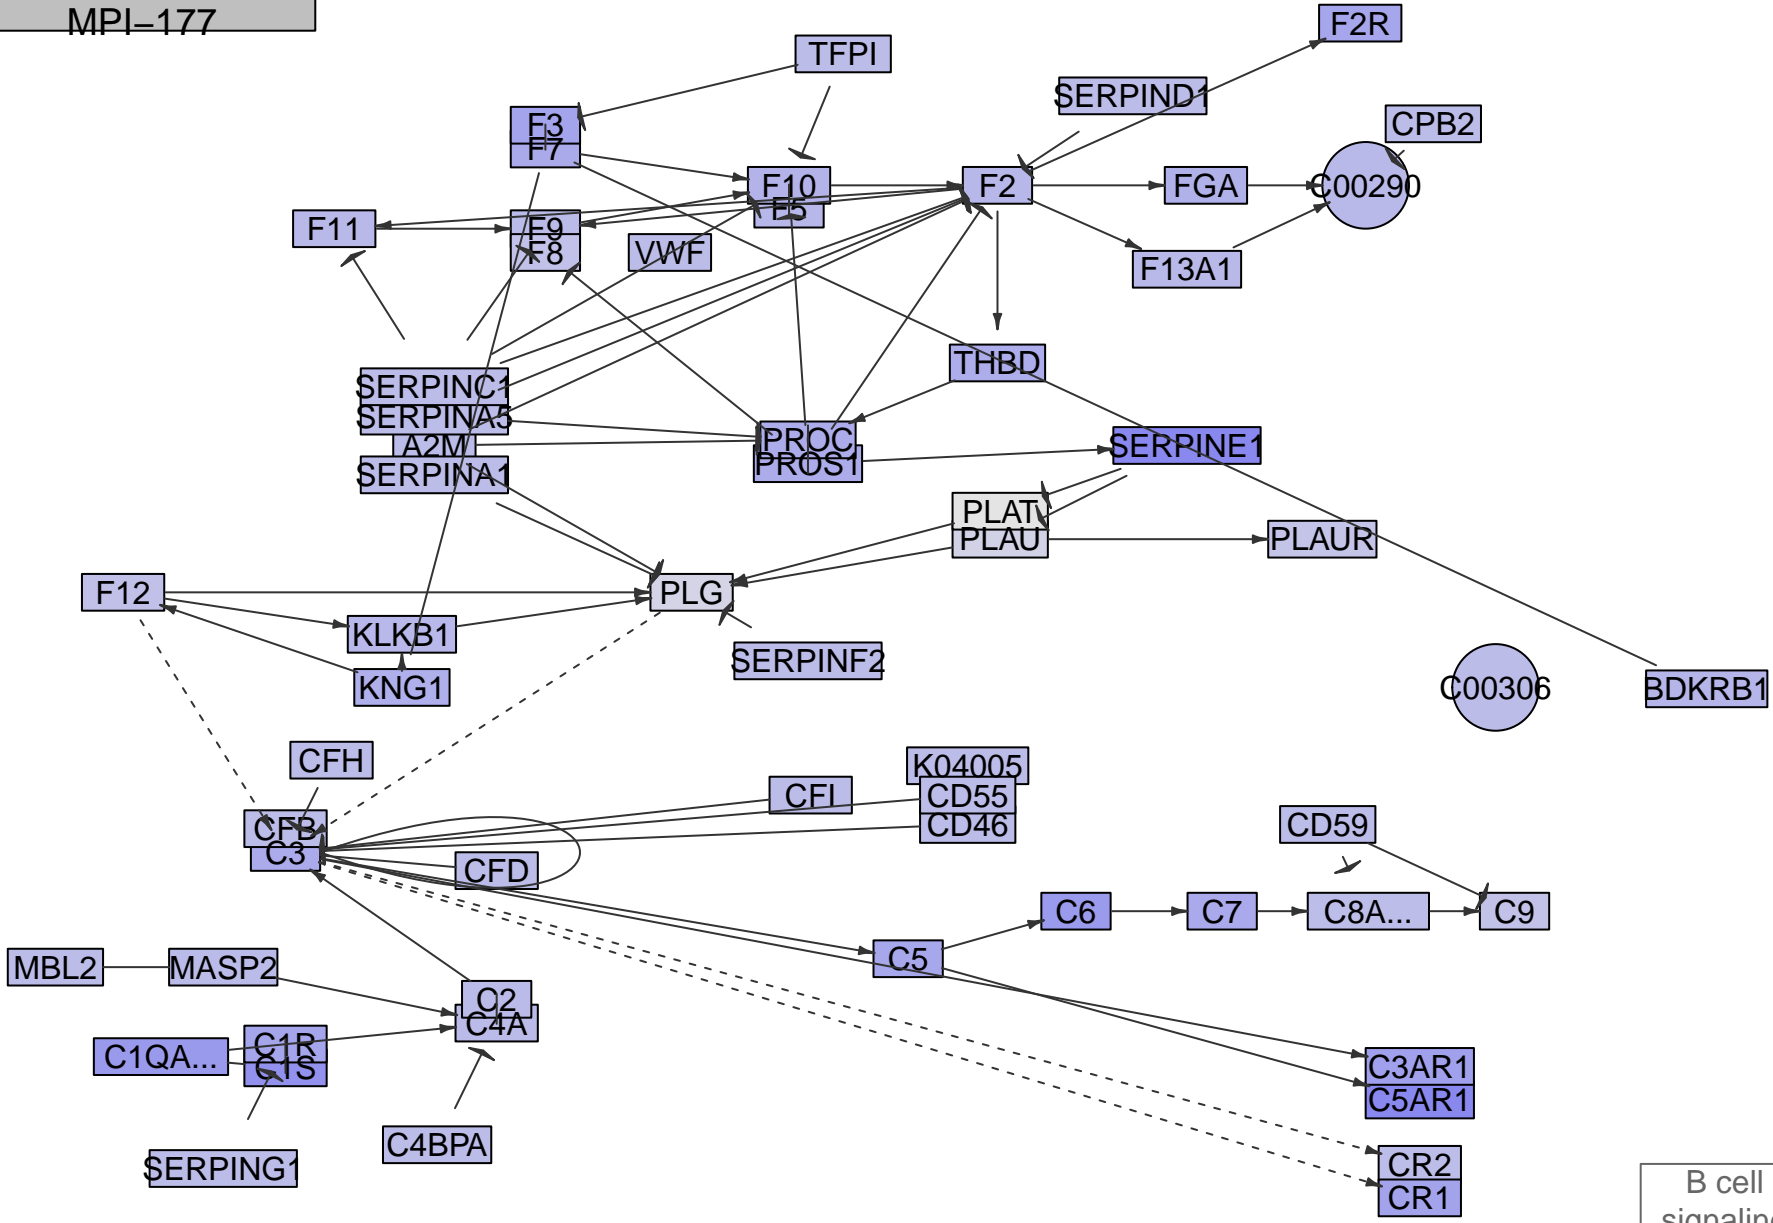 MPI–177
F2R
TFPI
SERPIND1
CPB2
F3
F7
F10
F5
F2
FGA
C00290
F11
F9
F8
VWF
F13A1
THBD
SERPINC1
SERPINA5
A2M
SERPINA1
PROC
PROS1
SERPINE1
PLAT
PLAU
PLAUR
F12
PLG
KLKB1
SERPINF2
KNG1
C00306
BDKRB1
CFH
K04005
CFI
CD55
CD46
CFB
C3
CD59
CFD
C6
C7
C8A...
C9
C5
MBL2
MASP2
C2
C4A
C1QA...
C1R
C1S
C3AR1
C5AR1
C4BPA
SERPING1
CR2
CR1
B cell
signaling